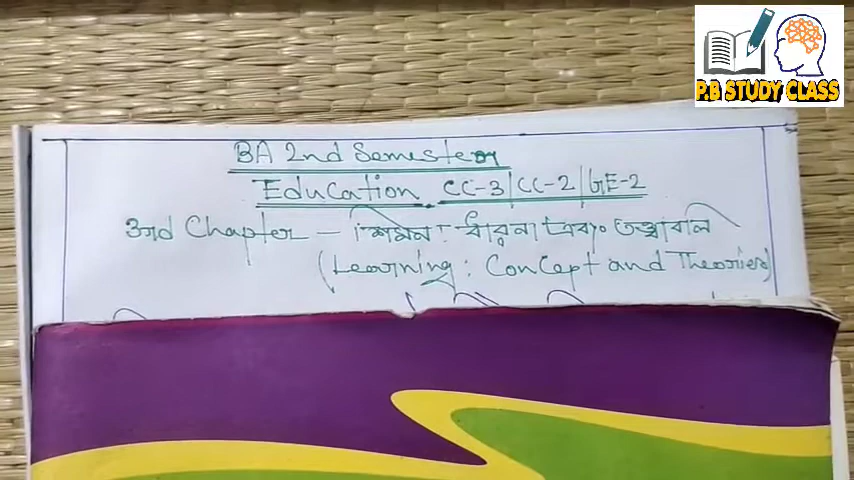 P.B STUDY CLASS
BA 2nd Semester
Education. CC-3|CC-2|GE-2
3rd Chapter - শিখন : ধারনা এবং তত্ত্বাবলি
(Learning : Concept and Theories)